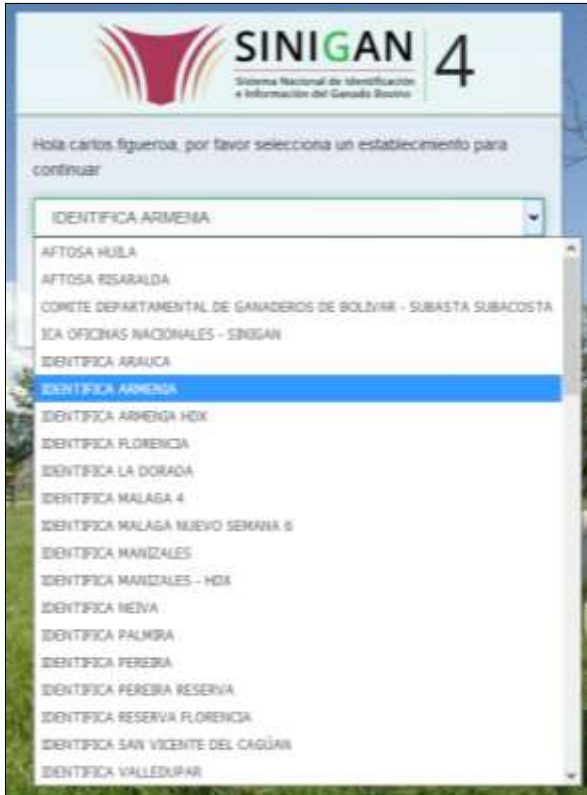 SINIGAN 4
Sistema Nacional de Identificación
e Información del Ganado Bovino
Hola carlos figueroa, por favor selecciona un establecimiento para
continuar
IDENTIFICA ARMENIA
AFTOSA HUILA
AFTOSA RISARALDA
COMITE DEPARTAMENTAL DE GANADEROS DE BOLIVAR - SUBASTA SUBACOSTA
ICA OFICINAS NACIONALES - SINIGAN
IDENTIFICA ARAUCA
IDENTIFICA ARMENIA
IDENTIFICA ARMENIA HDX
IDENTIFICA FLORENCIA
IDENTIFICA LA DORADA
IDENTIFICA MALAGA 4
IDENTIFICA MALAGA NUEVO SEMANA 6
IDENTIFICA MANIZALES
IDENTIFICA MANIZALES - HDX
IDENTIFICA NEIVA
IDENTIFICA PALMIRA
IDENTIFICA PEREIRA
IDENTIFICA PEREIRA RESERVA
IDENTIFICA RESERVA FLORENCIA
IDENTIFICA SAN VICENTE DEL CAGÜAN
IDENTIFICA VALLEDUPAR